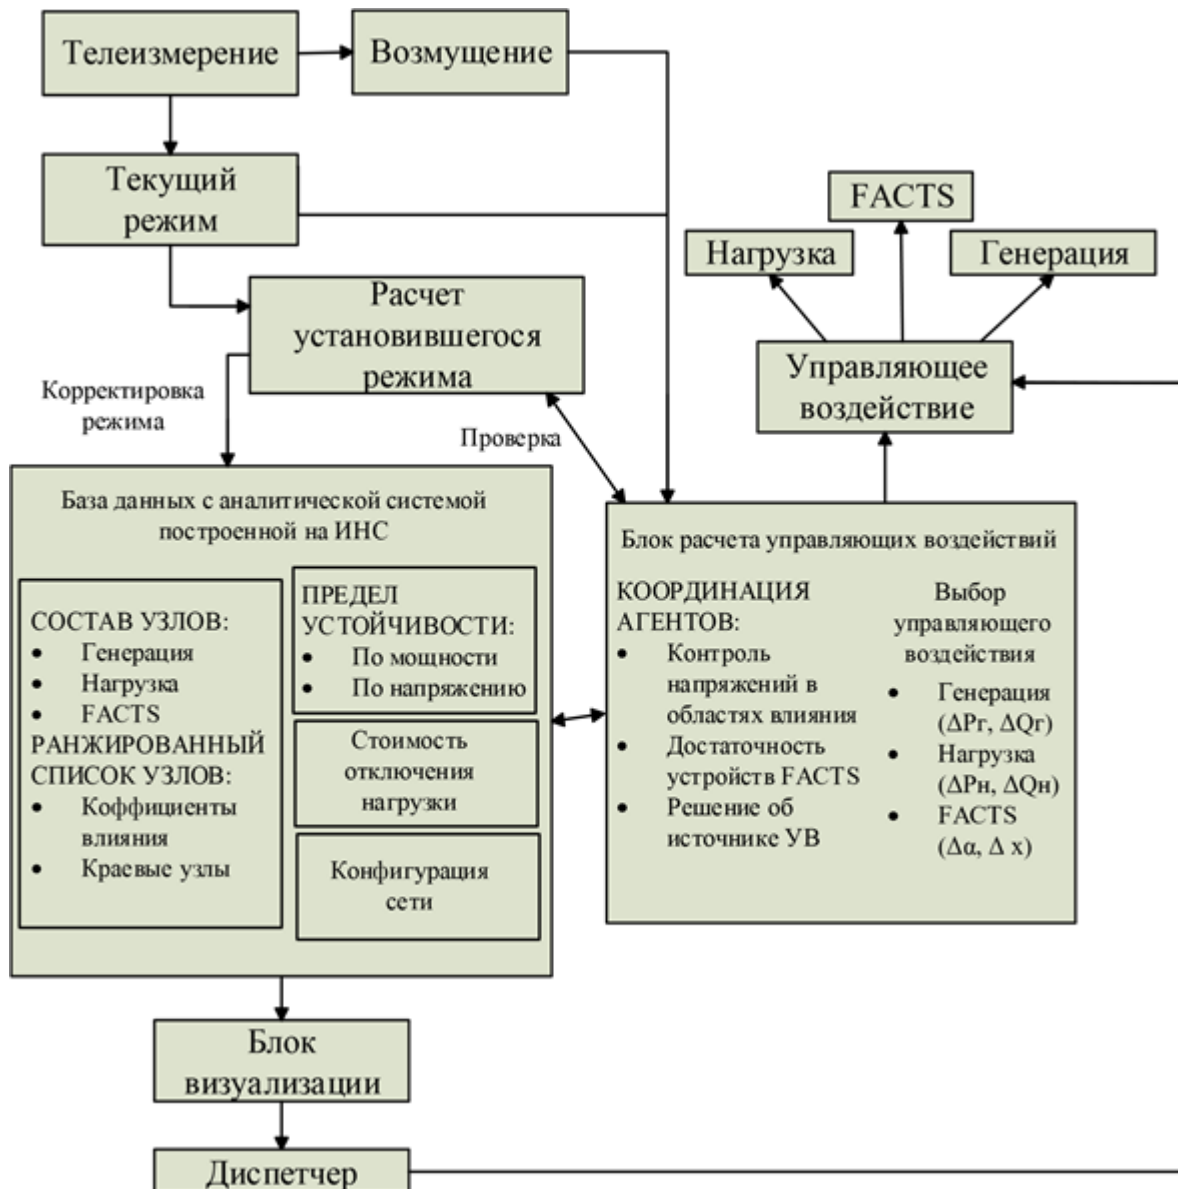 Телеизмерение
Возмущение
Текущий
режим
FACTS
Нагрузка
Генерация
Расчет
установившегося
режима
Управляющее
воздействие
Корректировка
режима
Проверка
База данных с аналитической системой
построенной на ИНС
СОСТАВ УЗЛОВ:
• Генерация
• Нагрузка
• FACTS
РАНЖИРОВАННЫЙ
СПИСОК УЗЛОВ:
• Коффициенты
влияния
• Краевые узлы
ПРЕДЕЛ
УСТОЙЧИВОСТИ:
• По мощности
• По напряжению
Стоимость
отключения
нагрузки
Конфигурация
сети
Блок расчета управляющих воздействий
КООРДИНАЦИЯ
АГЕНТОВ:
• Контроль
напряжений в
областях влияния
• Достаточность
устройств FACTS
• Решение об
источнике УВ
Выбор
управляющего
воздействия
• Генерация
(ΔPг, ΔQг)
• Нагрузка
(ΔPн, ΔQн)
• FACTS
(Δα, Δ x)
Блок
визуализации
Диспетчер